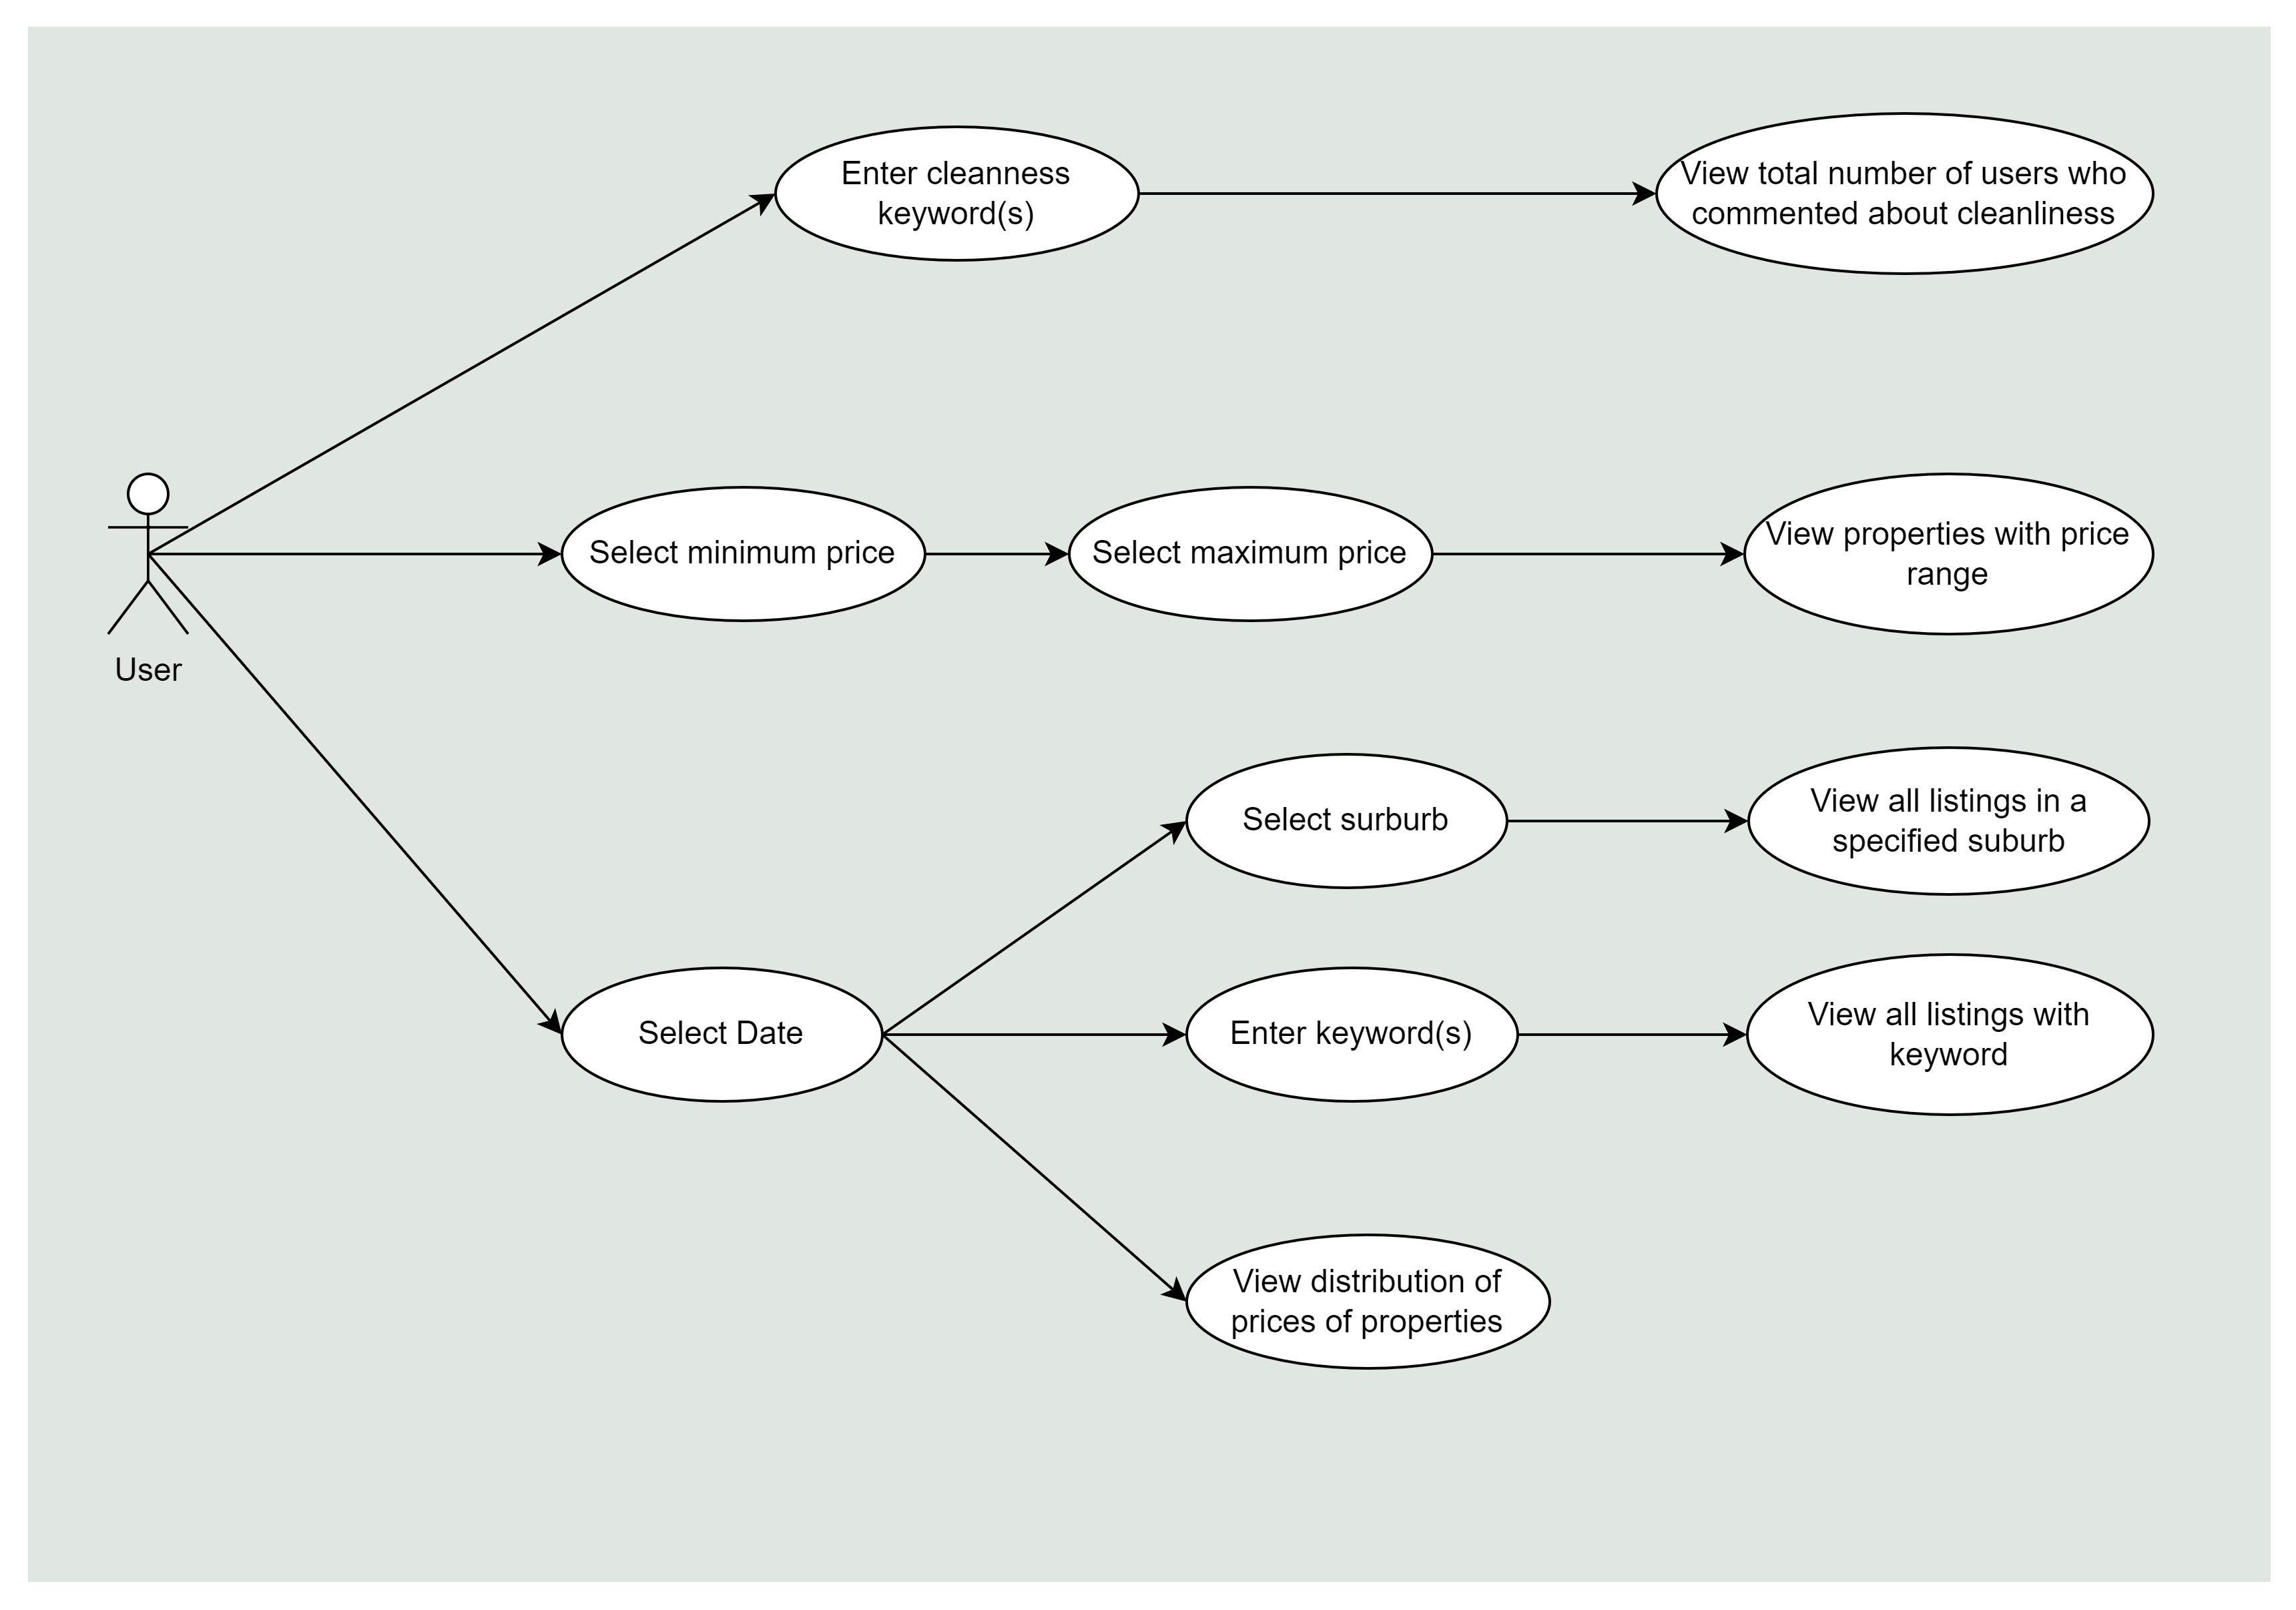 Enter cleanness
keyword(s)
View total number of users who
commented about cleanliness
User
Select minimum price
Select maximum price
View properties with price
range
Select surburb
View all listings in a
specified suburb
Select Date
Enter keyword(s)
View all listings with
keyword
View distribution of
prices of properties